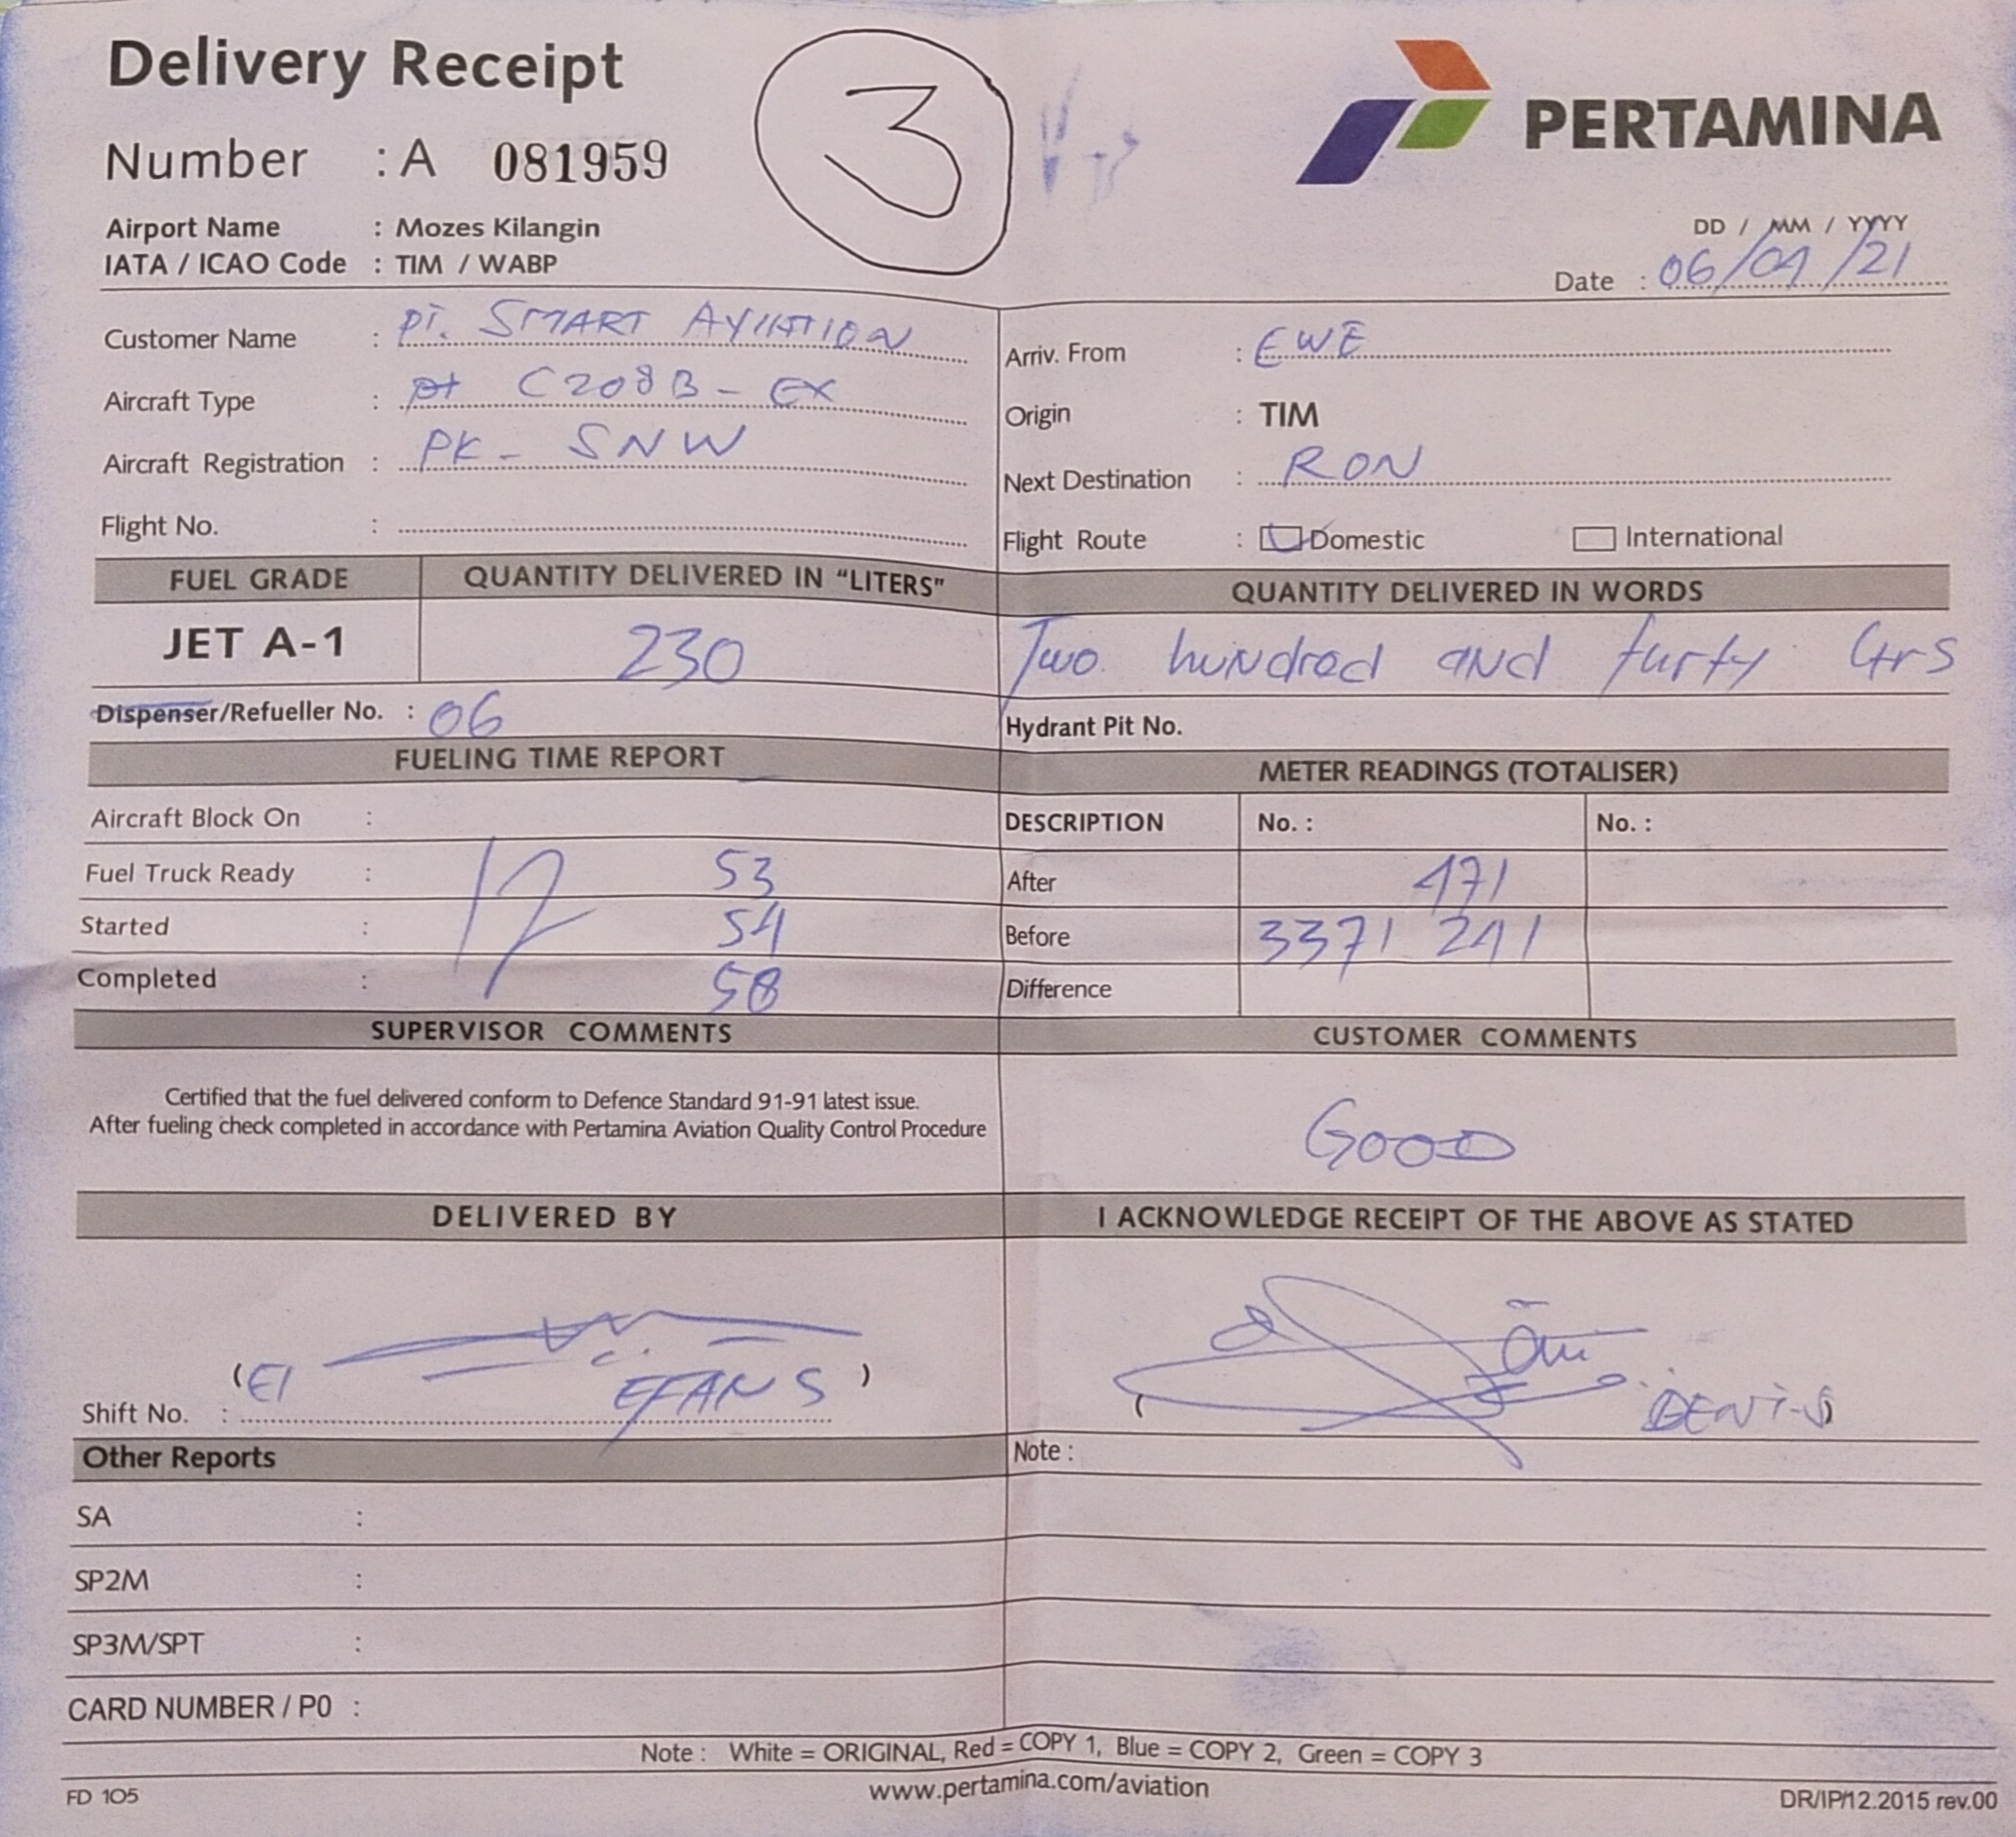 Delivery Receipt
3
PERTAMINA
Number : A 081959
Airport Name : Mozes Kilangin
IATA / ICAO Code : TIM / WABP
DD / MM / YYYY
Date : 06/01/21
Customer Name : PT. SMART AVIATION
Aircraft Type : C208B - EX
Aircraft Registration : PK - SNW
Flight No. :
Arriv. From : EWE
Origin : TIM
Next Destination : RON
Flight Route : Domestic International
FUEL GRADE QUANTITY DELIVERED IN “LITERS” QUANTITY DELIVERED IN WORDS
JET A-1 230 Two hundred and furty Ltrs
Dispenser/Refueller No. : 06
Hydrant Pit No.
FUELING TIME REPORT
Aircraft Block On :
Fuel Truck Ready : 17 53
Started : 54
Completed : 58
METER READINGS (TOTALISER)
DESCRIPTION No. : No. :
After 471
Before 3371 241
Difference
SUPERVISOR COMMENTS
Certified that the fuel delivered conform to Defence Standard 91-91 latest issue.
After fueling check completed in accordance with Pertamina Aviation Quality Control Procedure
CUSTOMER COMMENTS
GOOD
DELIVERED BY
(EI EFANS )
Shift No. :
I ACKNOWLEDGE RECEIPT OF THE ABOVE AS STATED
( DENI-S )
Other Reports
SA :
SP2M :
SP3M/SPT :
CARD NUMBER / P0 :
Note :
Note : White = ORIGINAL, Red = COPY 1, Blue = COPY 2, Green = COPY 3
www.pertamina.com/aviation
FD 105
DR/IP/12.2015 rev.00